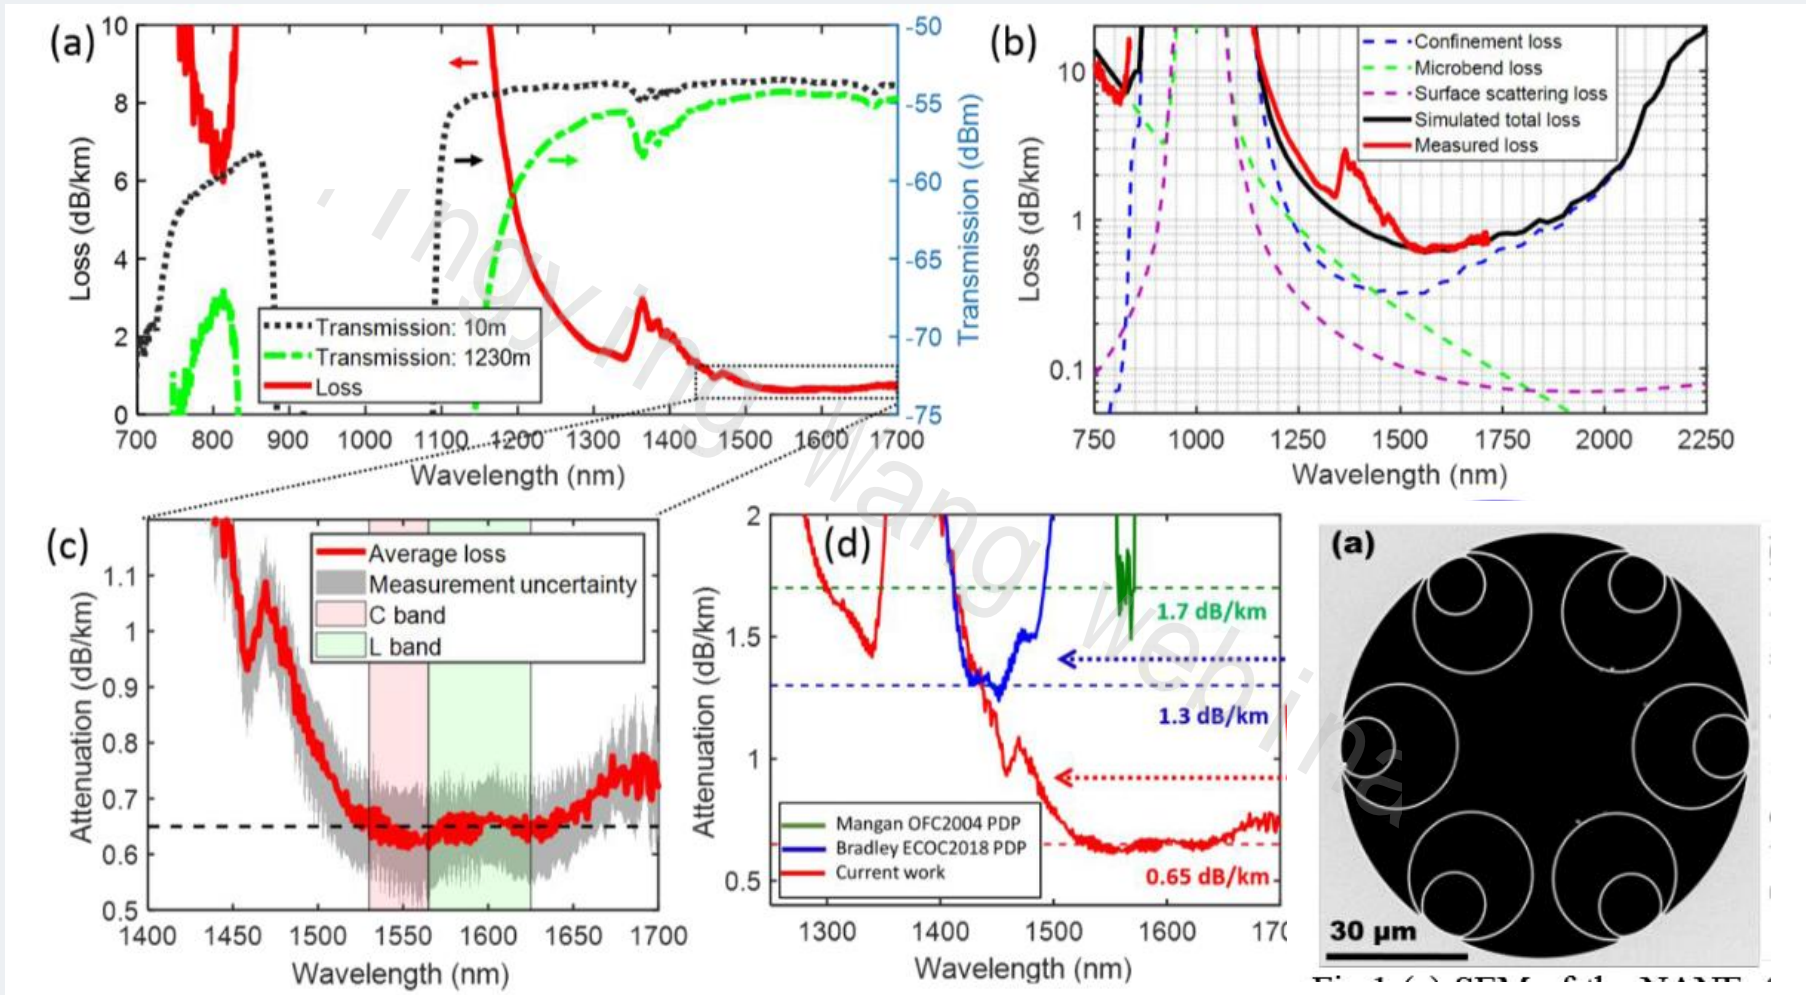 (a)
10
8
6
4
2
0
Loss (dB/km)
-50
-55
-60
-65
-70
-75
Transmission (dBm)
Transmission: 10m
Transmission: 1230m
Loss
700 800 900 1000 1100 1200 1300 1400 1500 1600 1700
Wavelength (nm)
(b)
10
1
0.1
Loss (dB/km)
Confinement loss
Microbend loss
Surface scattering loss
Simulated total loss
Measured loss
750 1000 1250 1500 1750 2000 2250
Wavelength (nm)
(c)
1.1
1
0.9
0.8
0.7
0.6
0.5
Attenuation (dB/km)
Average loss
Measurement uncertainty
C band
L band
1400 1450 1500 1550 1600 1650 1700
Wavelength (nm)
(d)
2
1.5
1
0.5
Attenuation (dB/km)
1.7 dB/km
1.3 dB/km
0.65 dB/km
Mangan OFC2004 PDP
Bradley ECOC2018 PDP
Current work
1300 1400 1500 1600 170
Wavelength (nm)
(a)
30 µm